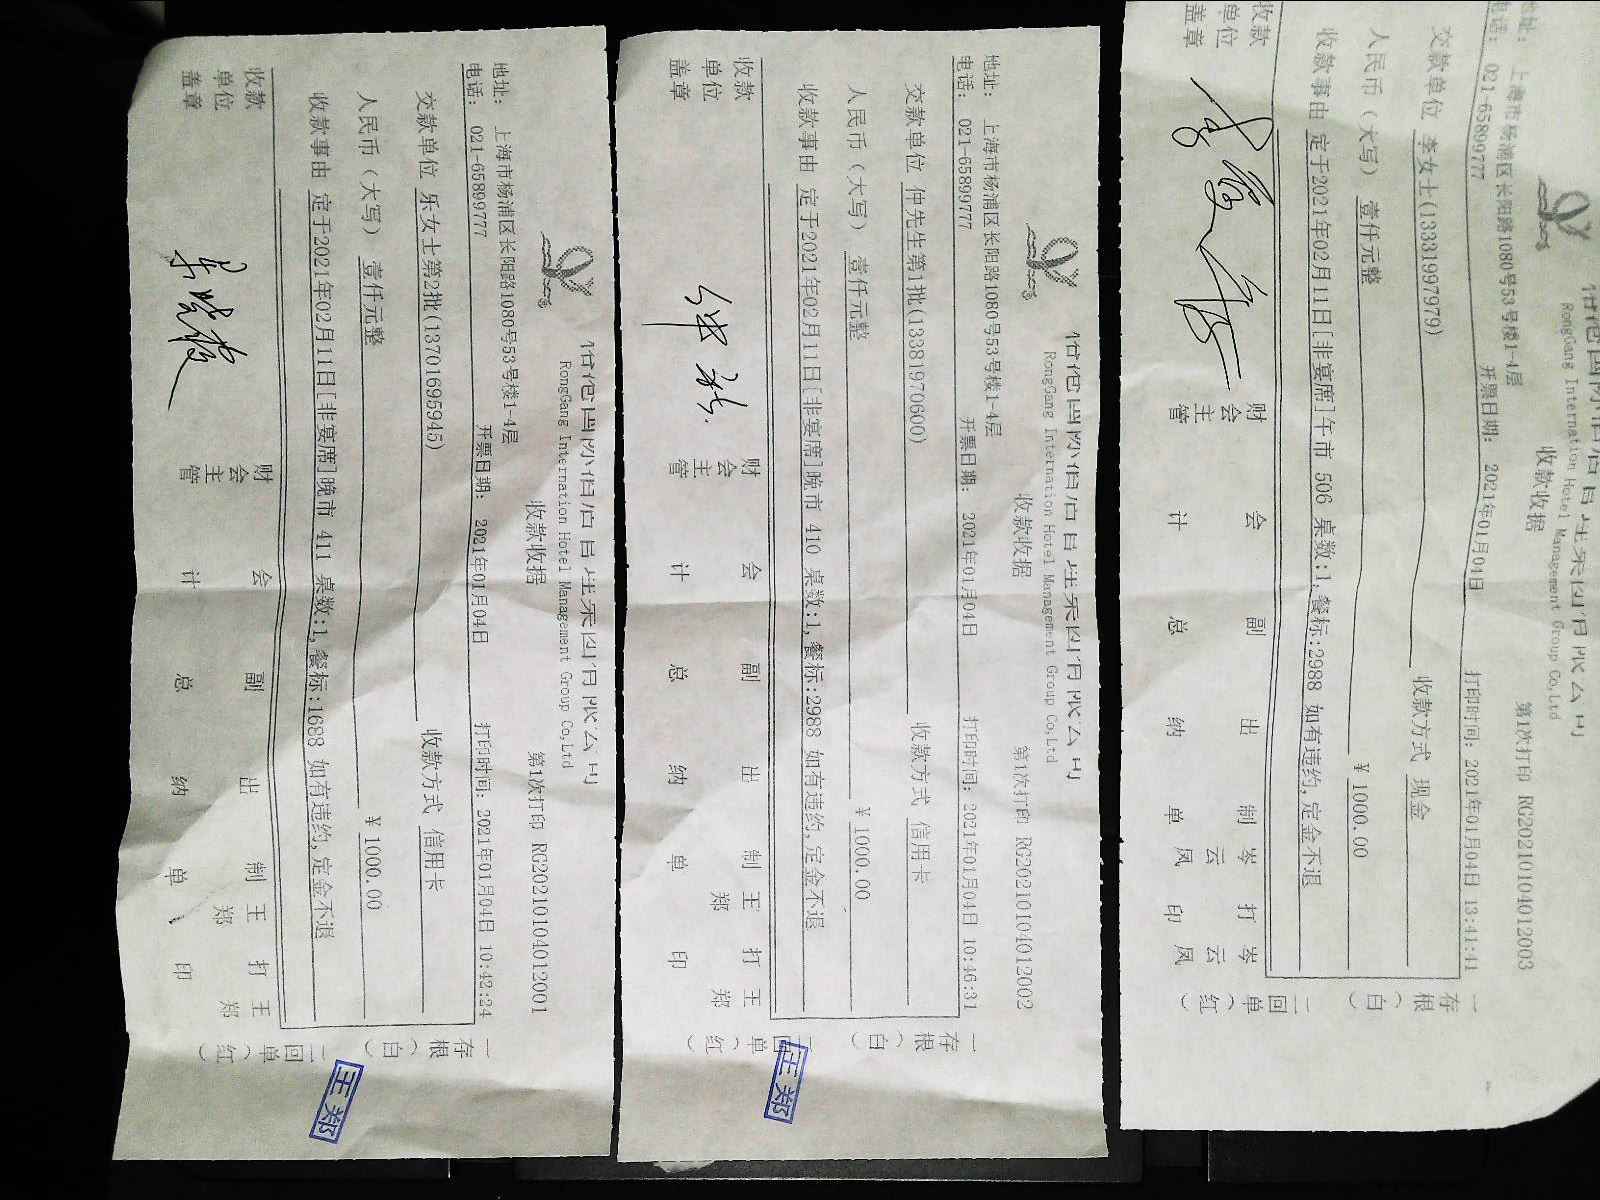 RongGang Internation Hotel Management Group Co,Ltd
收款收据
第1次打印 RG20210104012001
地址: 上海市杨浦区长阳路1080号53号楼1-4层
电话: 021-65899777
开票日期: 2021年01月04日
打印时间: 2021年01月04日 10:42:24
交款单位 乐女士第2批(13701695945)
收款方式 信用卡
人民币(大写) 壹仟元整
¥ 1000.00
收款事由 定于2021年02月11日[非宴席]晚市 411 桌数:1,餐标:1688 如有违约,定金不退
收款单位盖章
财会主管
会计
副总
出纳
制单 王郑
打印 王郑
一存根(白)
二回单(红)
王郑
RongGang Internation Hotel Management Group Co,Ltd
收款收据
第1次打印 RG20210104012002
地址: 上海市杨浦区长阳路1080号53号楼1-4层
电话: 021-65899777
开票日期: 2021年01月04日
打印时间: 2021年01月04日 10:46:31
交款单位 仲先生第1批(13381970600)
收款方式 信用卡
人民币(大写) 壹仟元整
¥ 1000.00
收款事由 定于2021年02月11日[非宴席]晚市 410 桌数:1,餐标:2988 如有违约,定金不退
收款单位盖章
财会主管
会计
副总
出纳
制单 王郑
打印 王郑
一存根(白)
二回单(红)
王郑
RongGang Internation Hotel Management Group Co,Ltd
收款收据
第1次打印 RG20210104012003
地址: 上海市杨浦区长阳路1080号53号楼1-4层
电话: 021-65899777
开票日期: 2021年01月04日
打印时间: 2021年01月04日 13:41:41
交款单位 李女士(13331997979)
收款方式 现金
人民币(大写) 壹仟元整
¥ 1000.00
收款事由 定于2021年02月11日[非宴席]午市 506 桌数:1,餐标:2988 如有违约,定金不退
收款单位盖章
财会主管
会计
副总
出纳
制单 岑云凤
打印 岑云凤
一存根(白)
二回单(红)